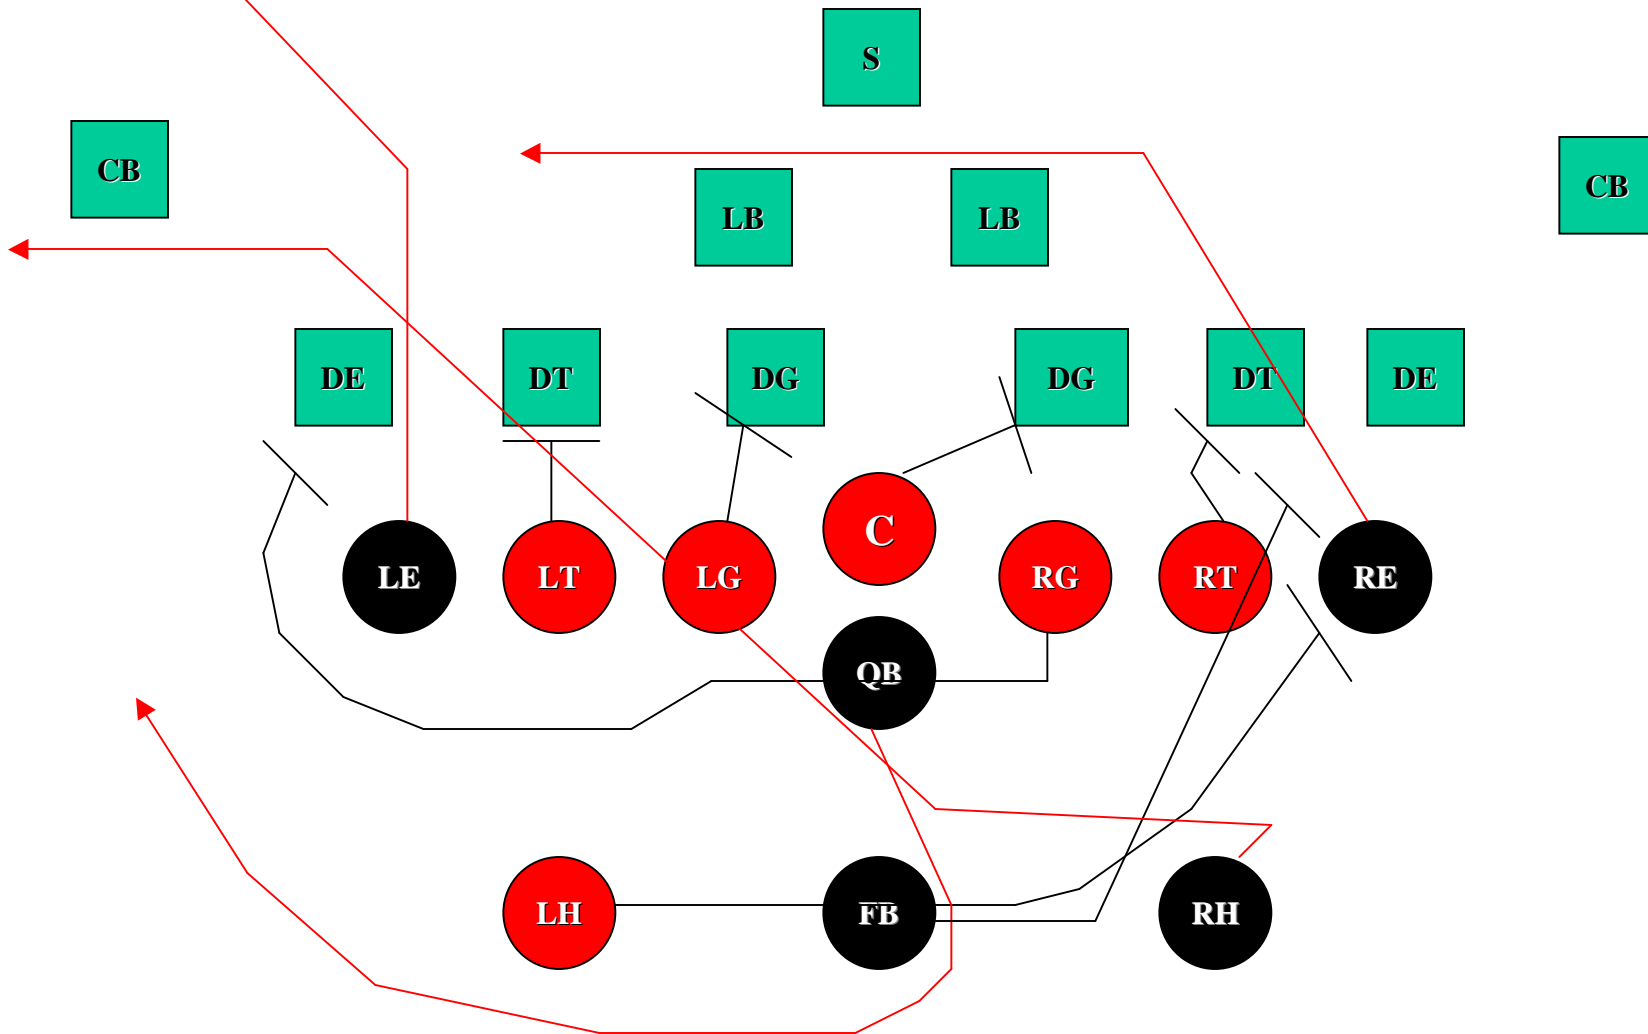 S
CB
CB
LB
LB
DE
DT
DG
DG
DT
DE
C
LE
LT
LG
RG
RT
RE
QB
LH
FB
RH